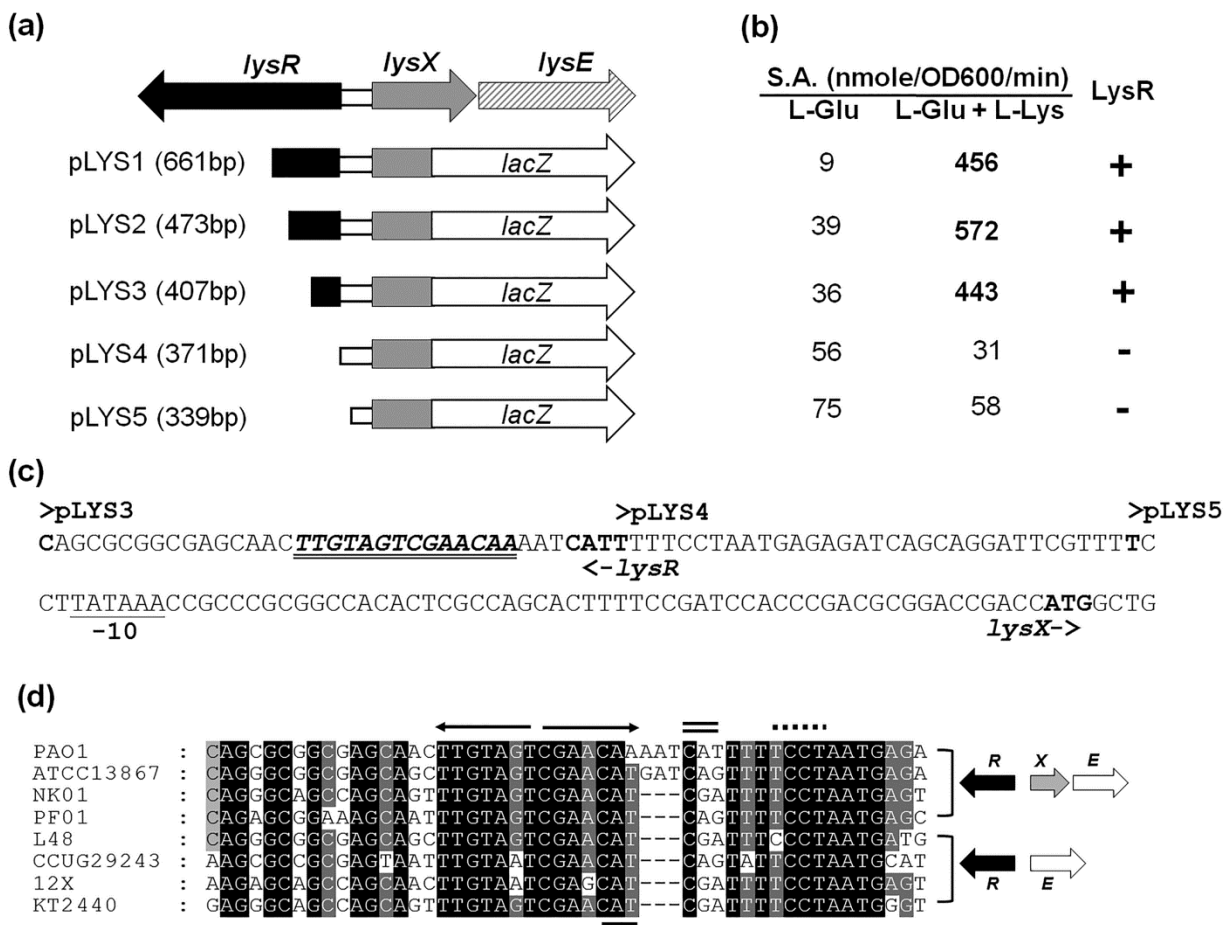 (a)
lysR lysX lysE
pLYS1 (661bp) lacZ
pLYS2 (473bp) lacZ
pLYS3 (407bp) lacZ
pLYS4 (371bp) lacZ
pLYS5 (339bp) lacZ
(b)
S.A. (nmole/OD600/min) LysR
L-Glu L-Glu + L-Lys
9 456 +
39 572 +
36 443 +
56 31 -
75 58 -
(c)
>pLYS3 >pLYS4 >pLYS5
CAGCGCGGCGAGCAACTTGTAGTCGAACAAAATCATTTTTCCTAATGAGAGATCAGCAGGATTCGTTTTC
<-lysR
CTTATAAACCGCCCGCGGCCACACTCGCCAGCACTTTTCCGATCCACCCGACGCGGACCGACCATGGCTG
-10 lysX->
(d)
PAO1 : CAGCGCGGCGAGCAACTTGTAGTCGAACAAAATCATTTTTCCTAATGAGA
ATCC13867 : CAGGGCGGCGAGCAGCTTGTAGTCGAACATGATCAGTTTTCCTAATGAGA
NK01 : CAGGGCAGCCAGCAGTTTGTAGTCGAACAT---CGATTTTCCTAATGAGT
PF01 : CAGAGCGGAAAGCAATTTGTAGTCGAACAT---CGATTTTCCTAATGAGC
L48 : CAGGGCGGCGAGCAGCTTGTAGTCGAACAT---CGATTTCCCTAATGATG
CCUG29243 : AAGCGCCGCGAGTAATTTGTAATCGAACAT---CAGTATTCCTAATGCAT
12X : AAGAGCAGCCAGCAACTTGTAATCGAGCAT---CGATTTTCCTAATGAGT
KT2440 : GAGGGCAGCCAGCAGTTTGTAGTCGAACAT---CGATTTTCCTAATGGGT
R X E
R E